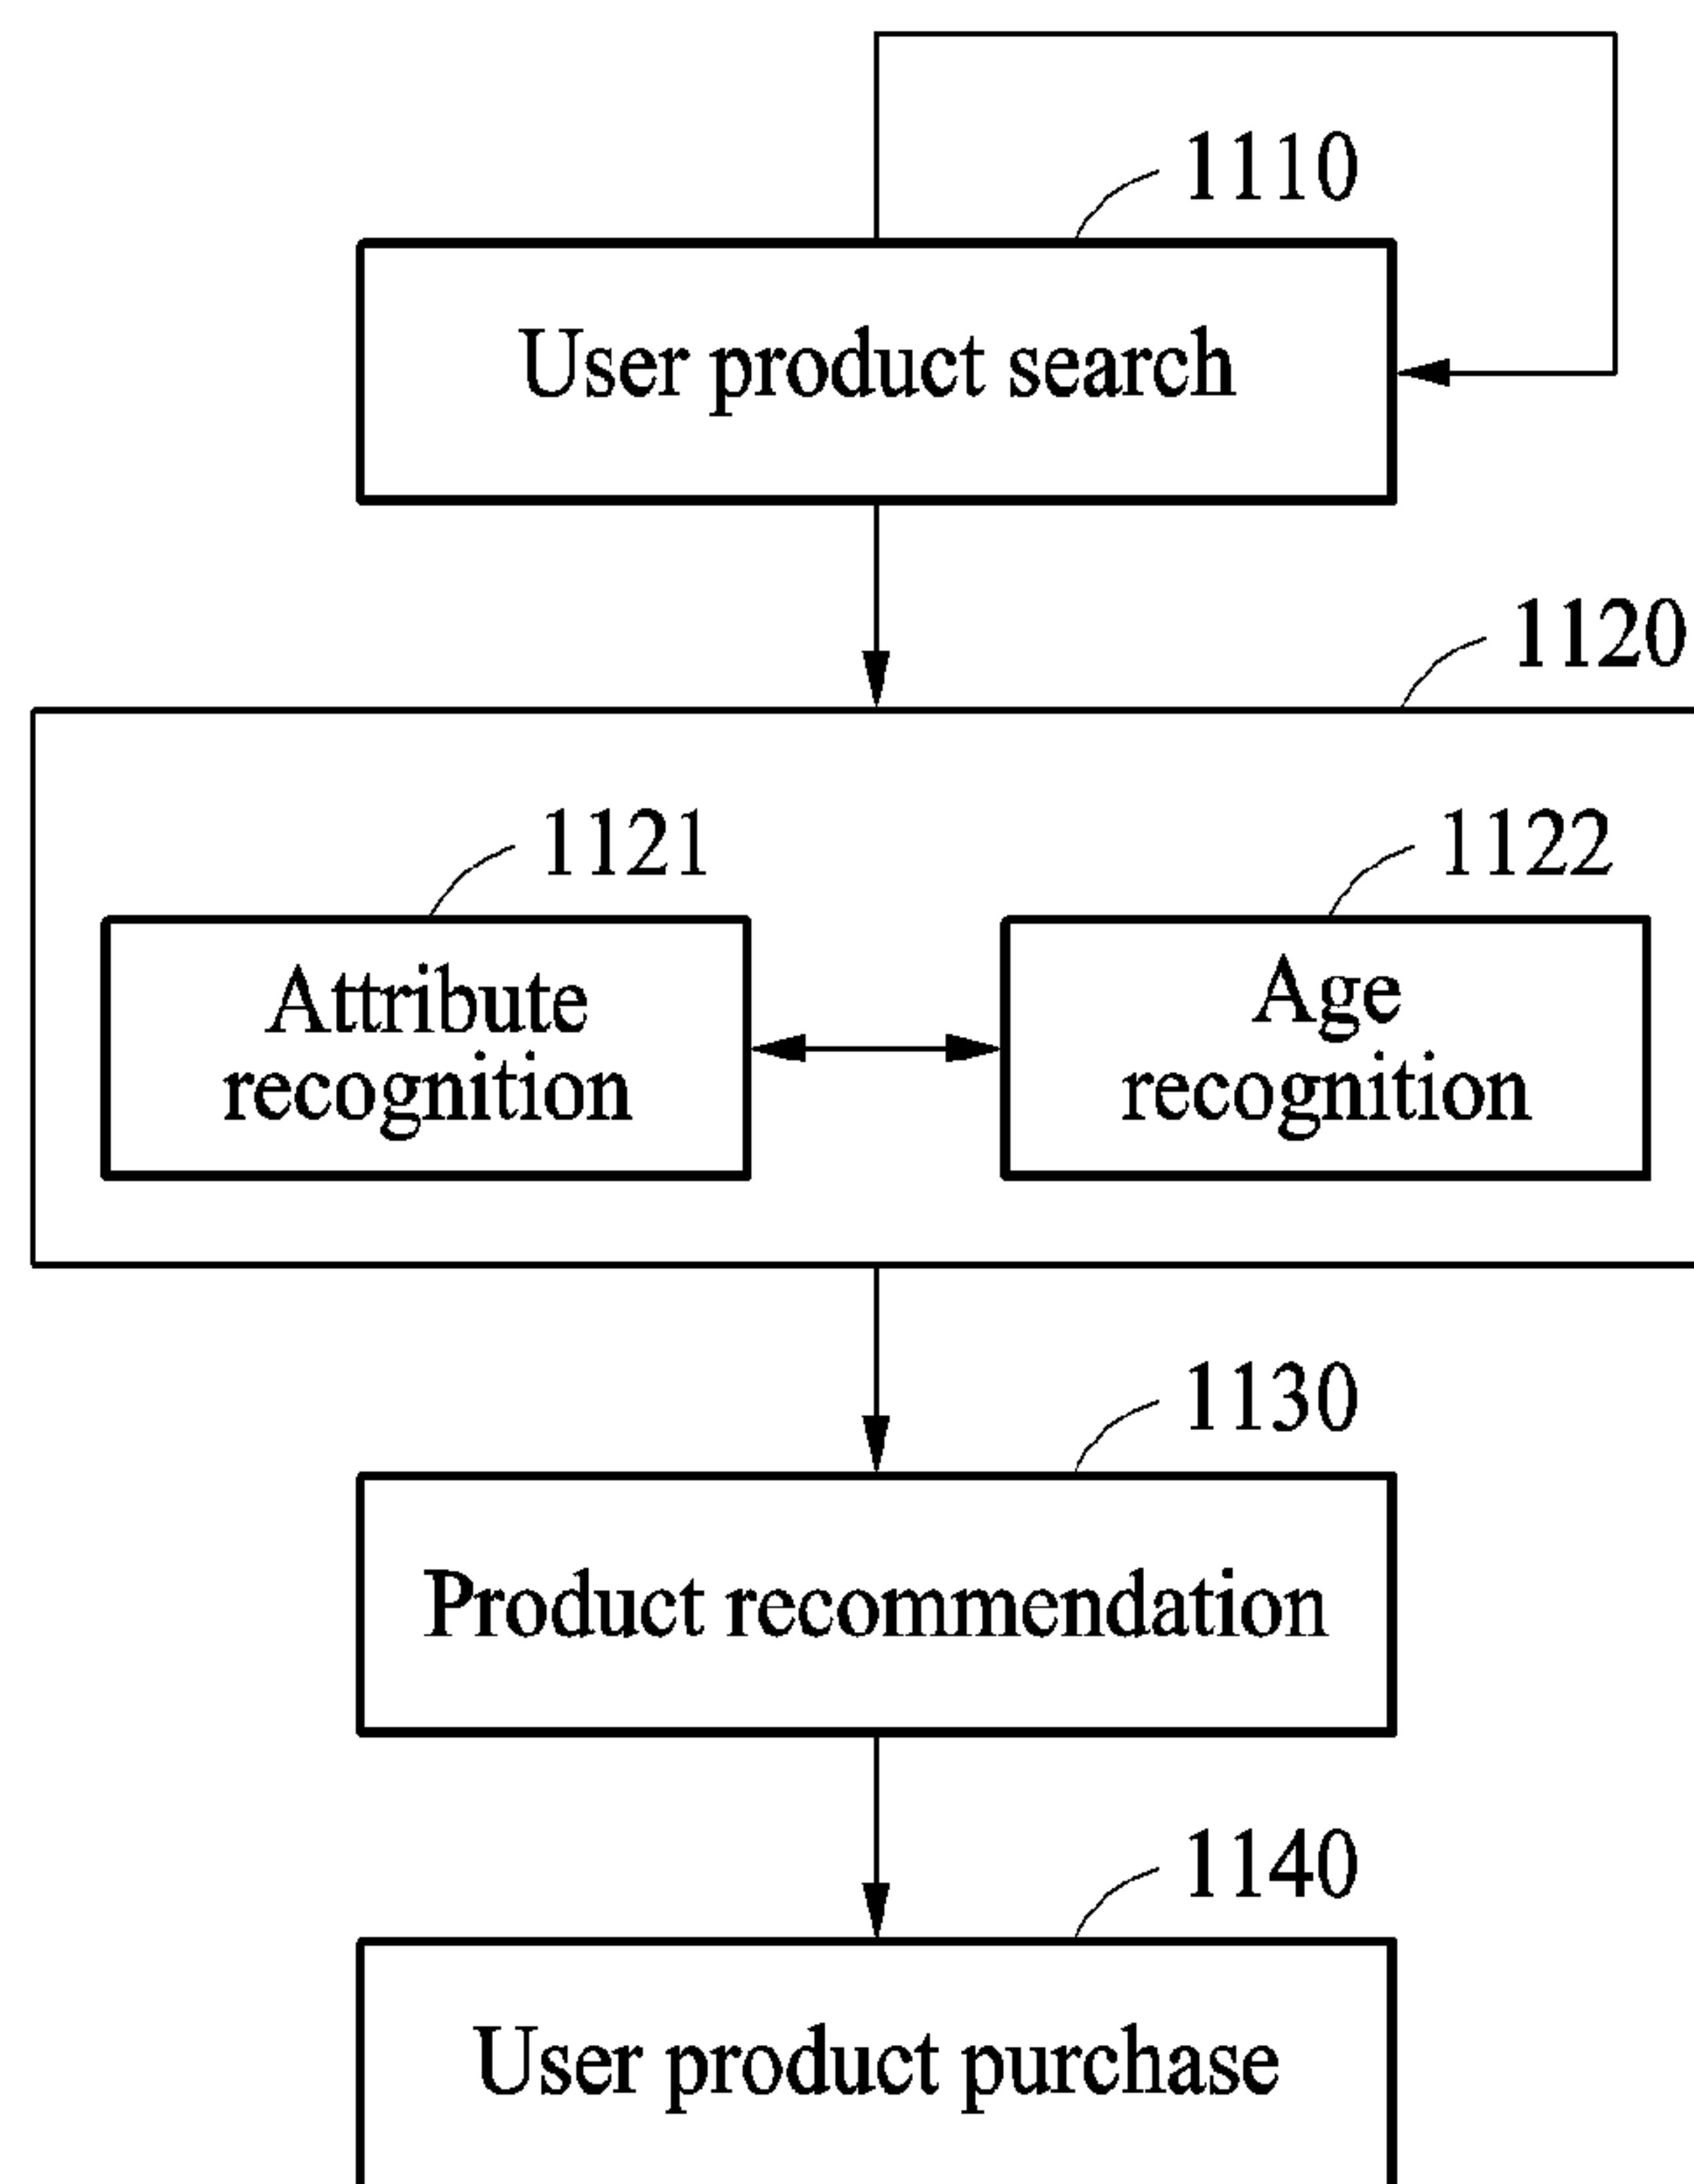 1110
User product search
1120
1121
1122
Attribute
recognition
Age
recognition
1130
Product recommendation
1140
User product purchase